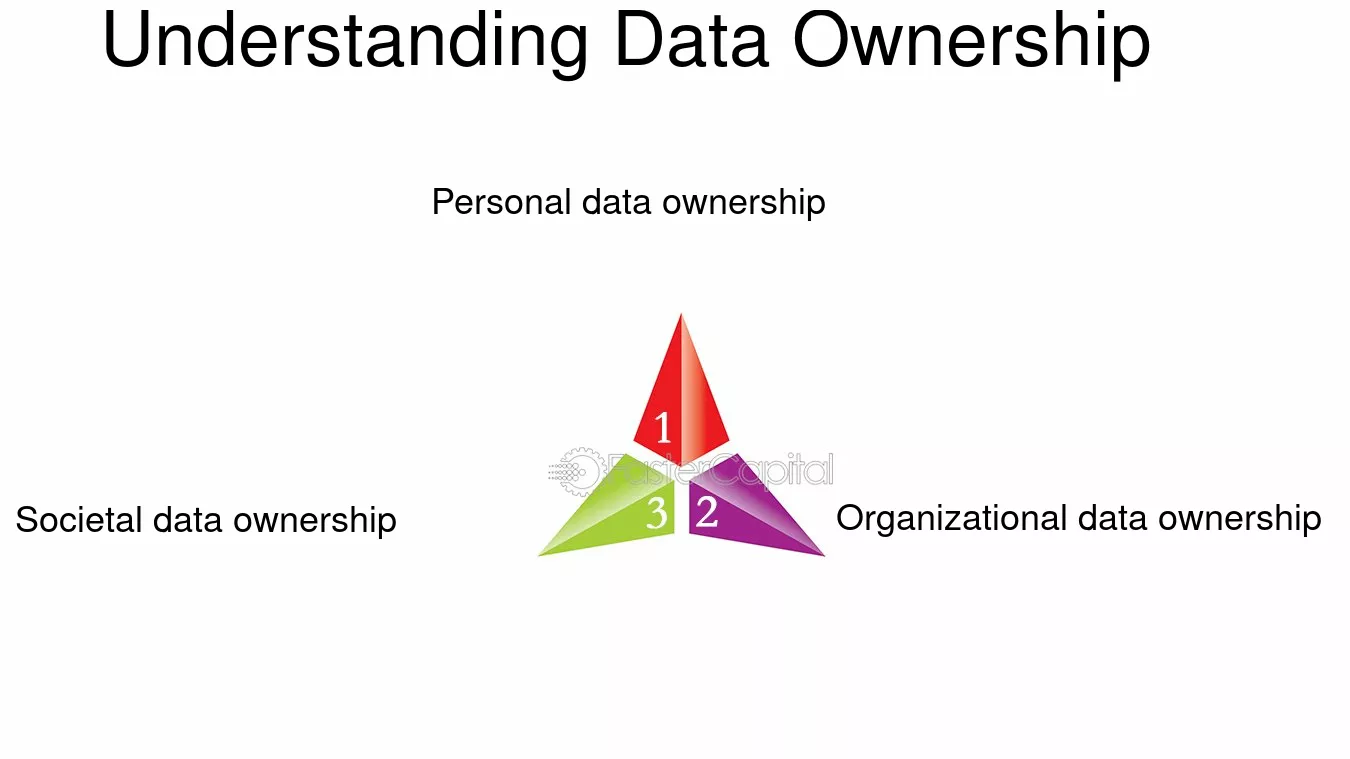 Understanding Data Ownership
Personal data ownership
1
FasterCapital
3
2
Societal data ownership
Organizational data ownership